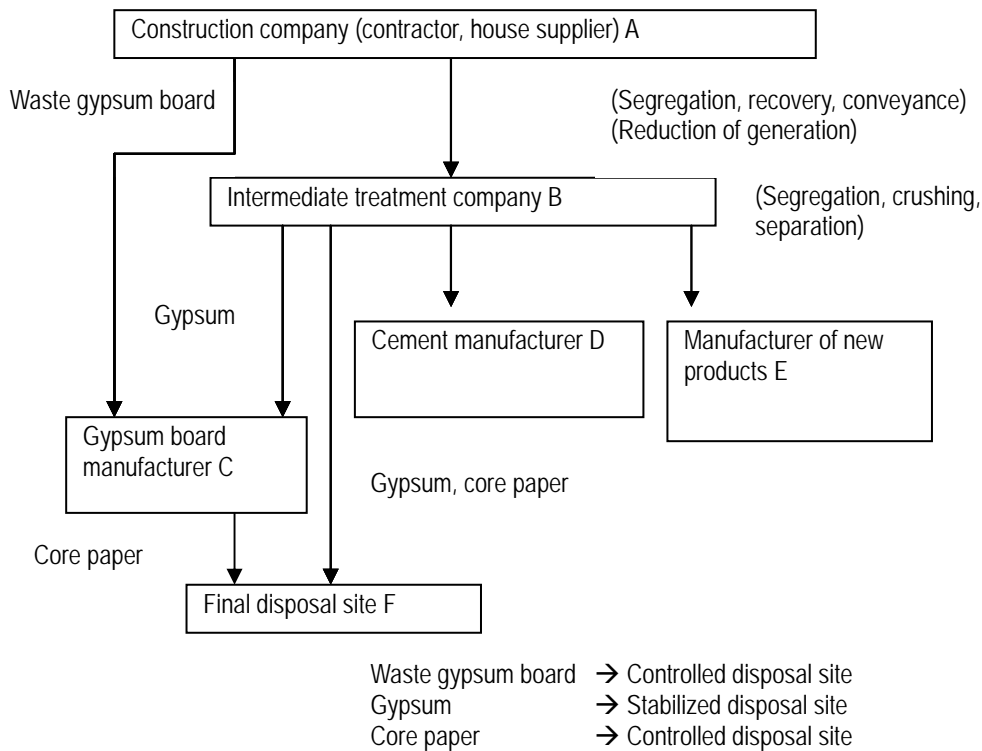 Construction company (contractor, house supplier) A
Waste gypsum board
(Segregation, recovery, conveyance)
(Reduction of generation)
Intermediate treatment company B
(Segregation, crushing,
separation)
Gypsum
Cement manufacturer D
Manufacturer of new
products E
Gypsum board
manufacturer C
Gypsum, core paper
Core paper
Final disposal site F
Waste gypsum board → Controlled disposal site
Gypsum → Stabilized disposal site
Core paper → Controlled disposal site